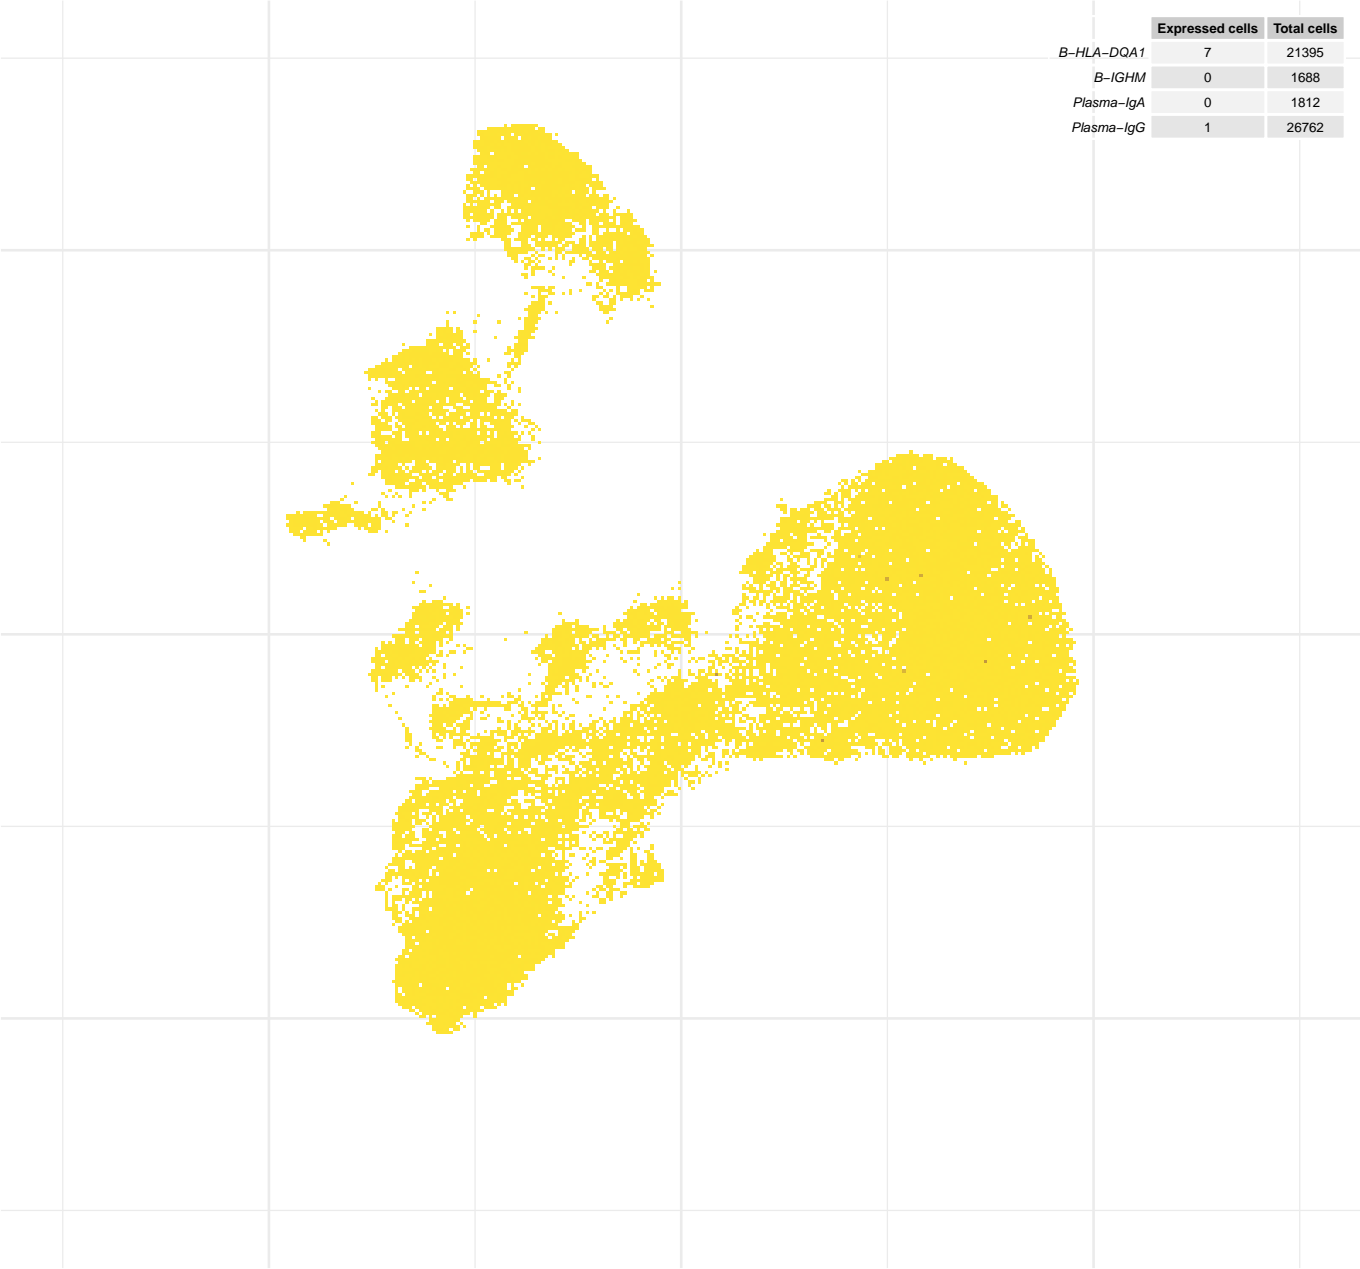 Expressed cells Total cells
B−HLA−DQA1 7 21395
B−IGHM 0 1688
Plasma−IgA 0 1812
Plasma−IgG 1 26762